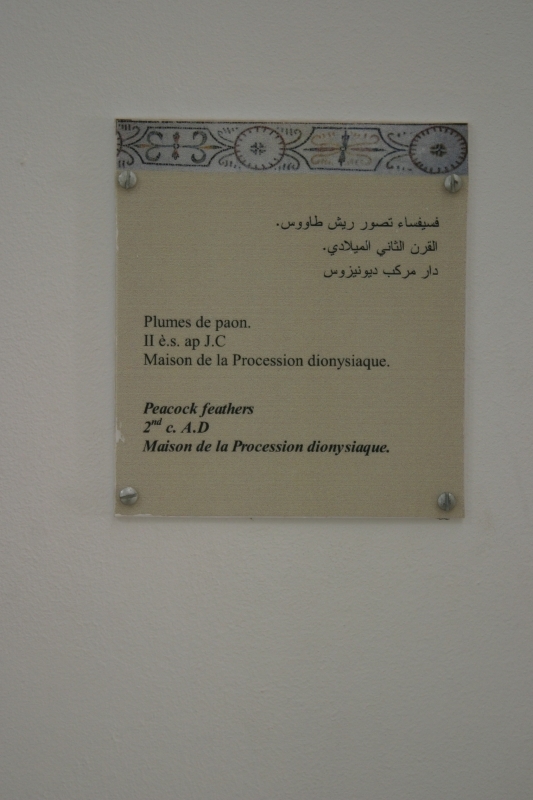 فسيفساء تصور ريش طاووس.
القرن الثاني الميلادي.
دار مركب ديونيزوس
Plumes de paon.
II è.s. ap J.C
Maison de la Procession dionysiaque.
Peacock feathers
2nd c. A.D
Maison de la Procession dionysiaque.